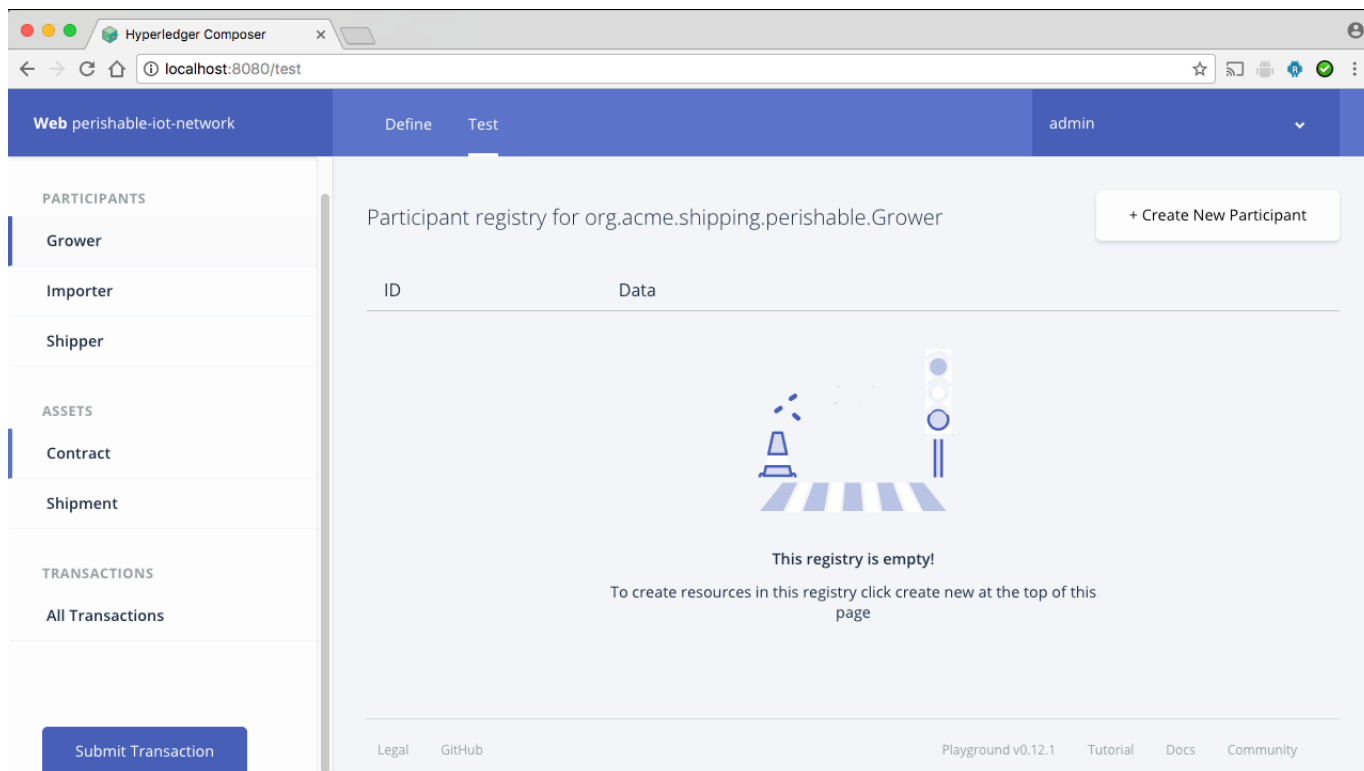 Hyperledger Composer
localhost:8080/test
Web perishable-iot-network
Define
Test
admin
PARTICIPANTS
Grower
Importer
Shipper
ASSETS
Contract
Shipment
TRANSACTIONS
All Transactions
Submit Transaction
Participant registry for org.acme.shipping.perishable.Grower
+ Create New Participant
ID
Data
This registry is empty!
To create resources in this registry click create new at the top of this
page
Legal
GitHub
Playground v0.12.1
Tutorial
Docs
Community